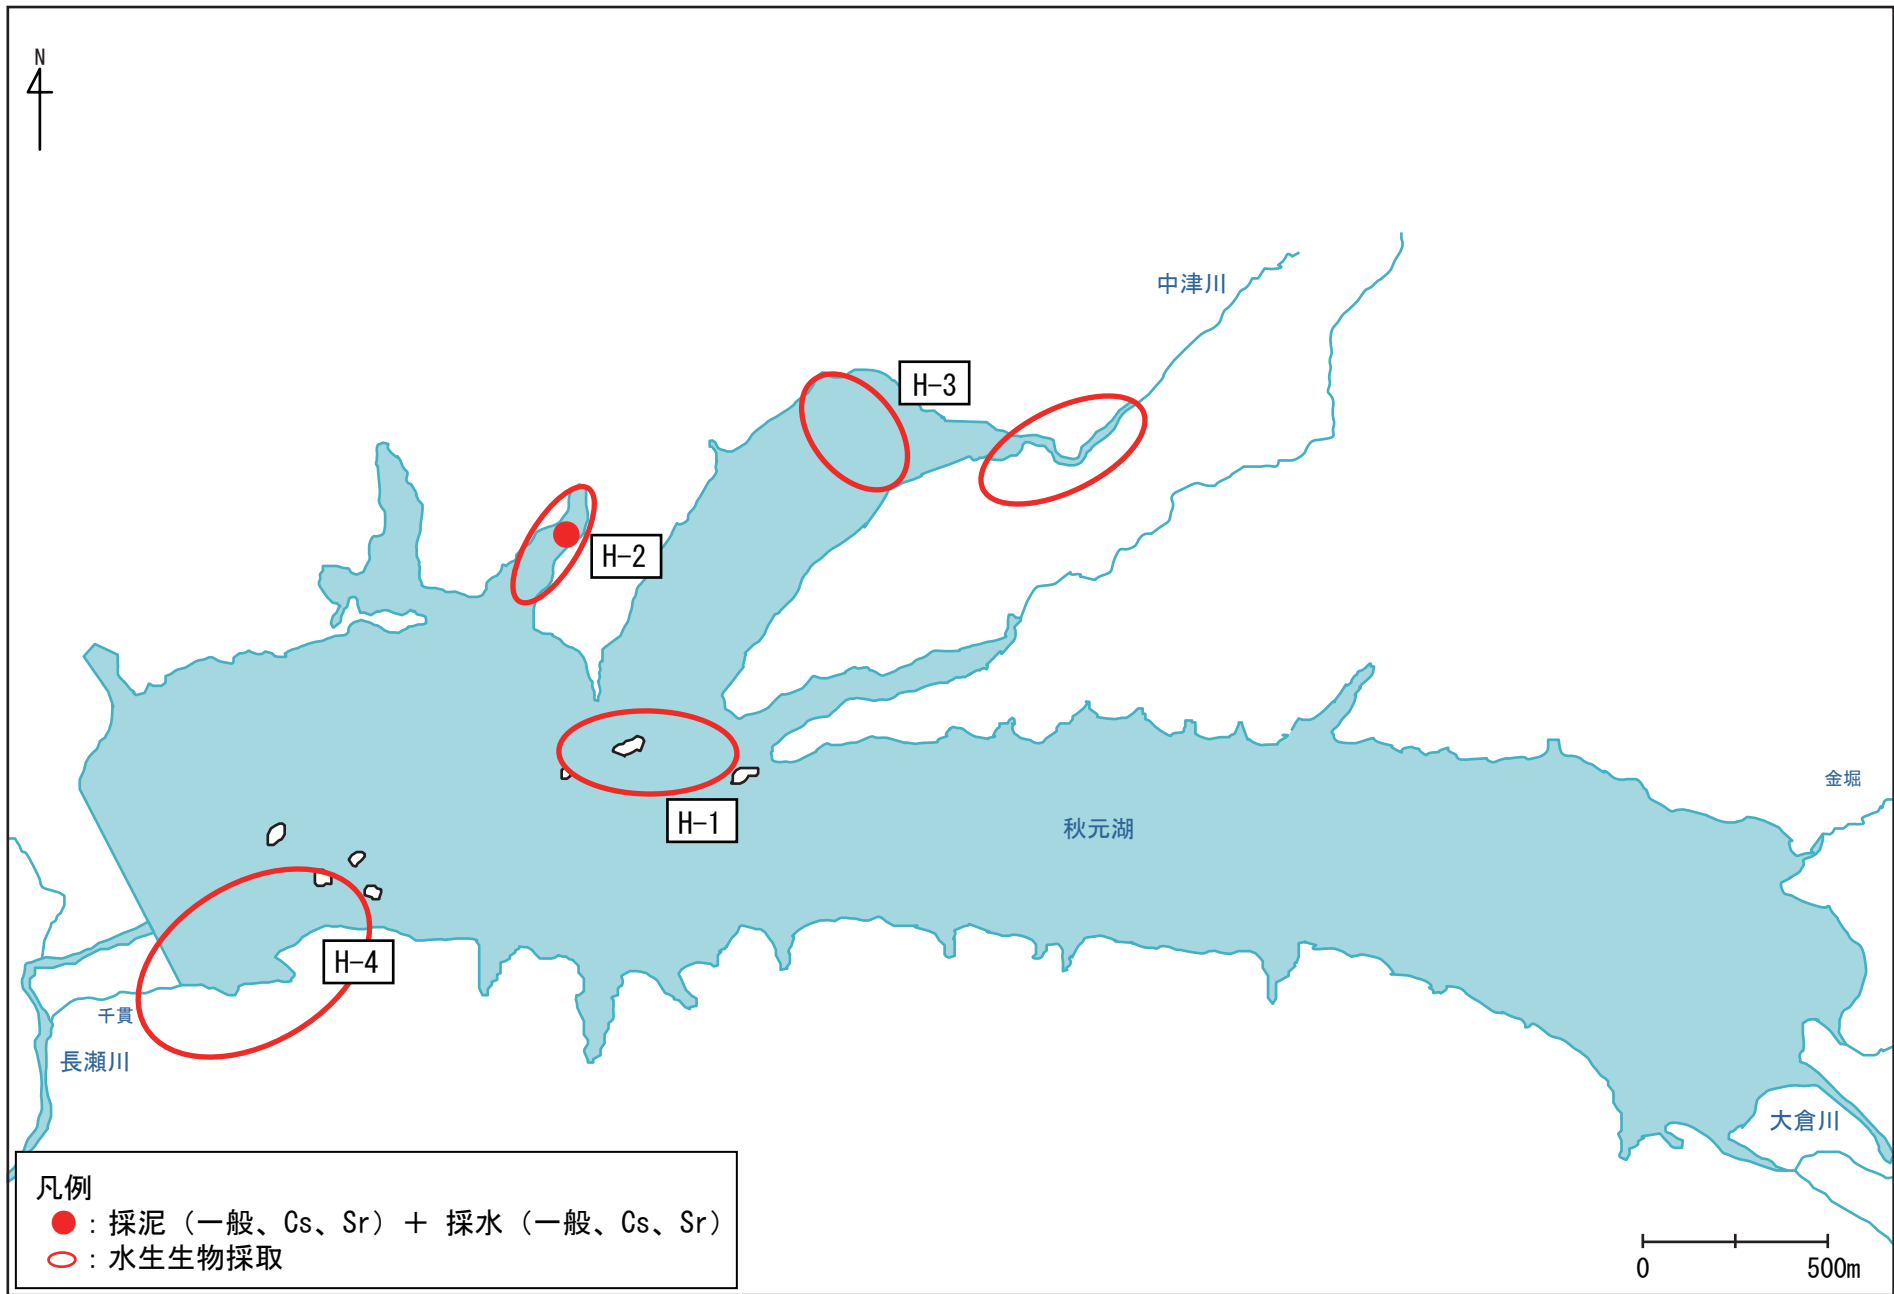 N
中津川
H-3
H-2
金堀
H-1
秋元湖
H-4
千貫
長瀬川
大倉川
凡例
：採泥（一般、Cs、Sr）＋ 採水（一般、Cs、Sr）
：水生生物採取
0 500m